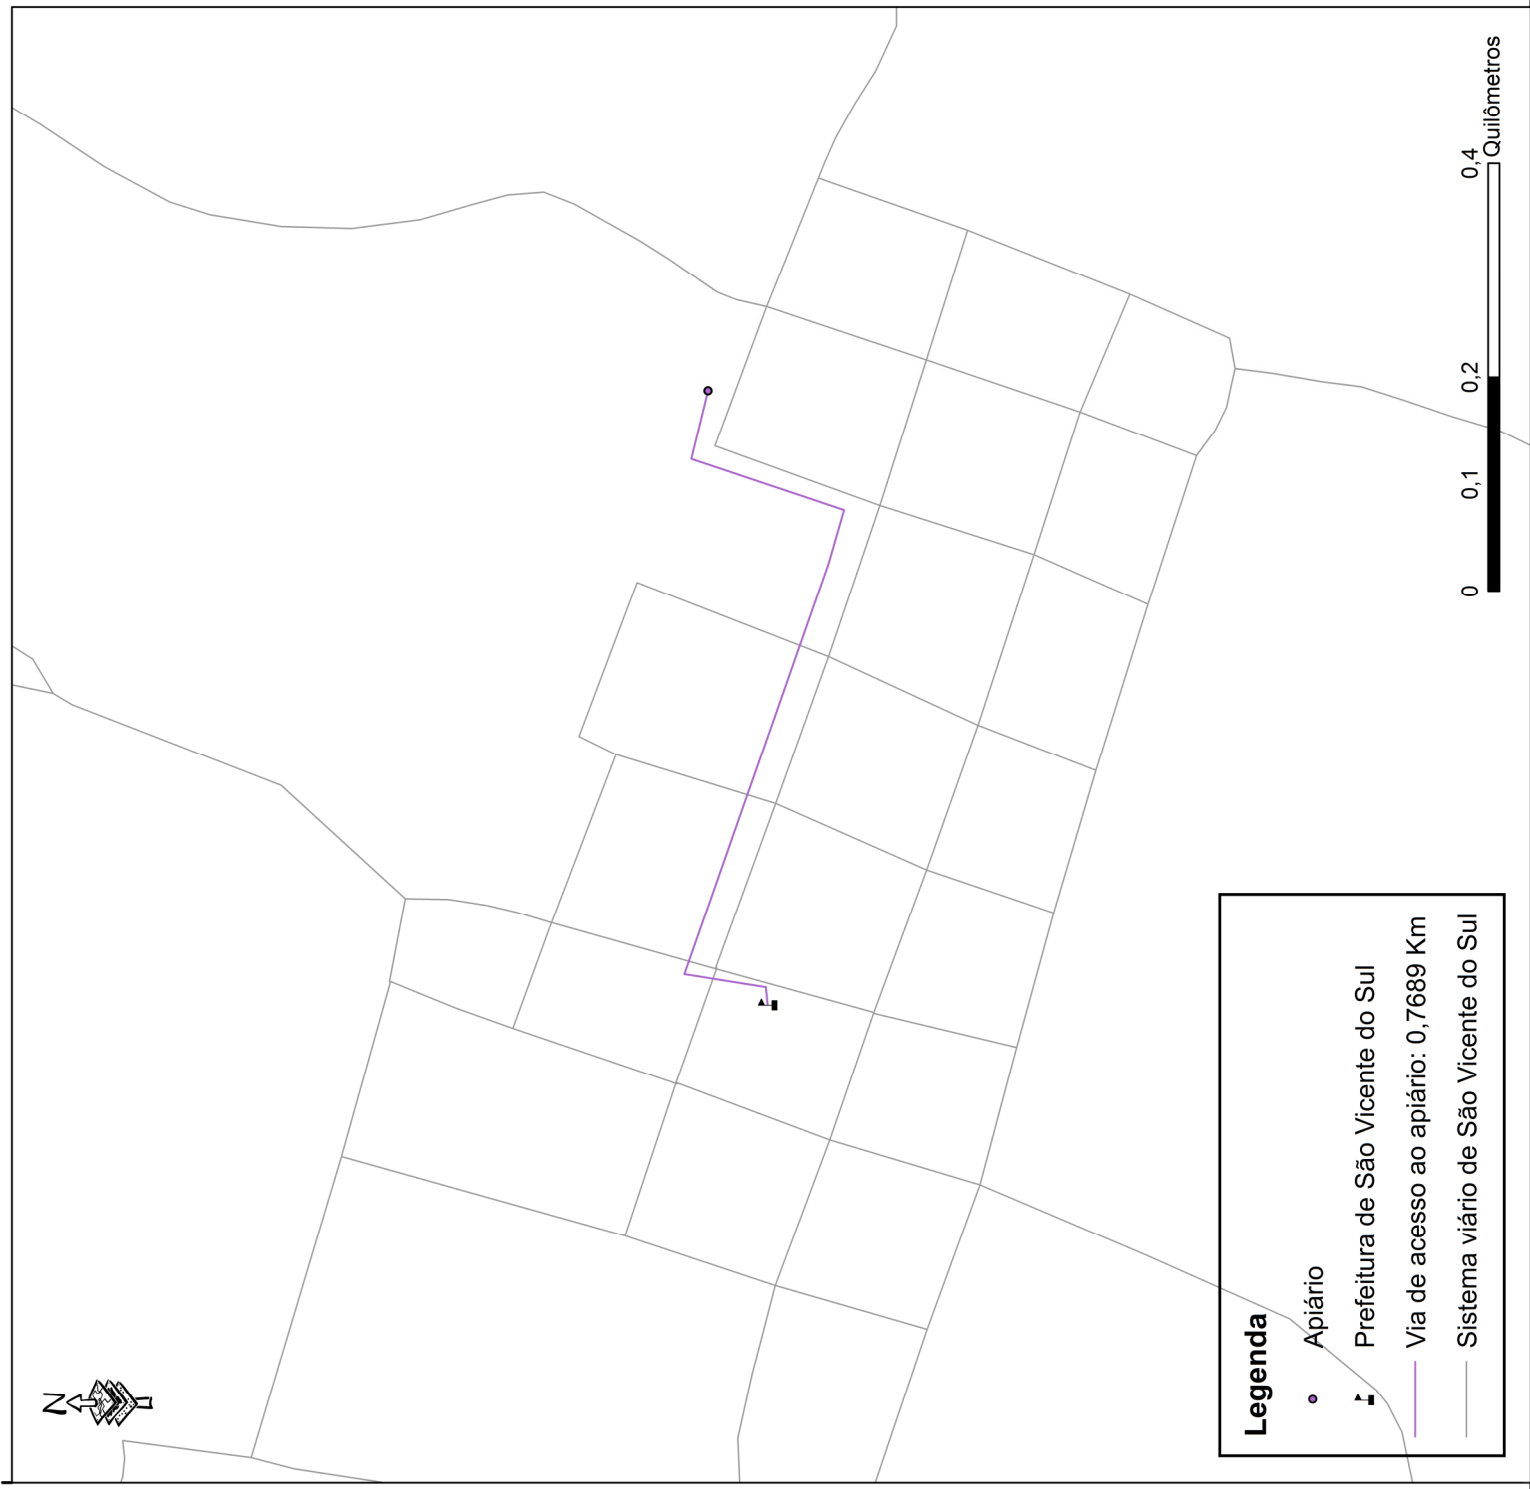 N
Legenda
Apiário
Prefeitura de São Vicente do Sul
Via de acesso ao apiário: 0,7689 Km
Sistema viário de São Vicente do Sul
0 0,1 0,2 0,4
Quilômetros